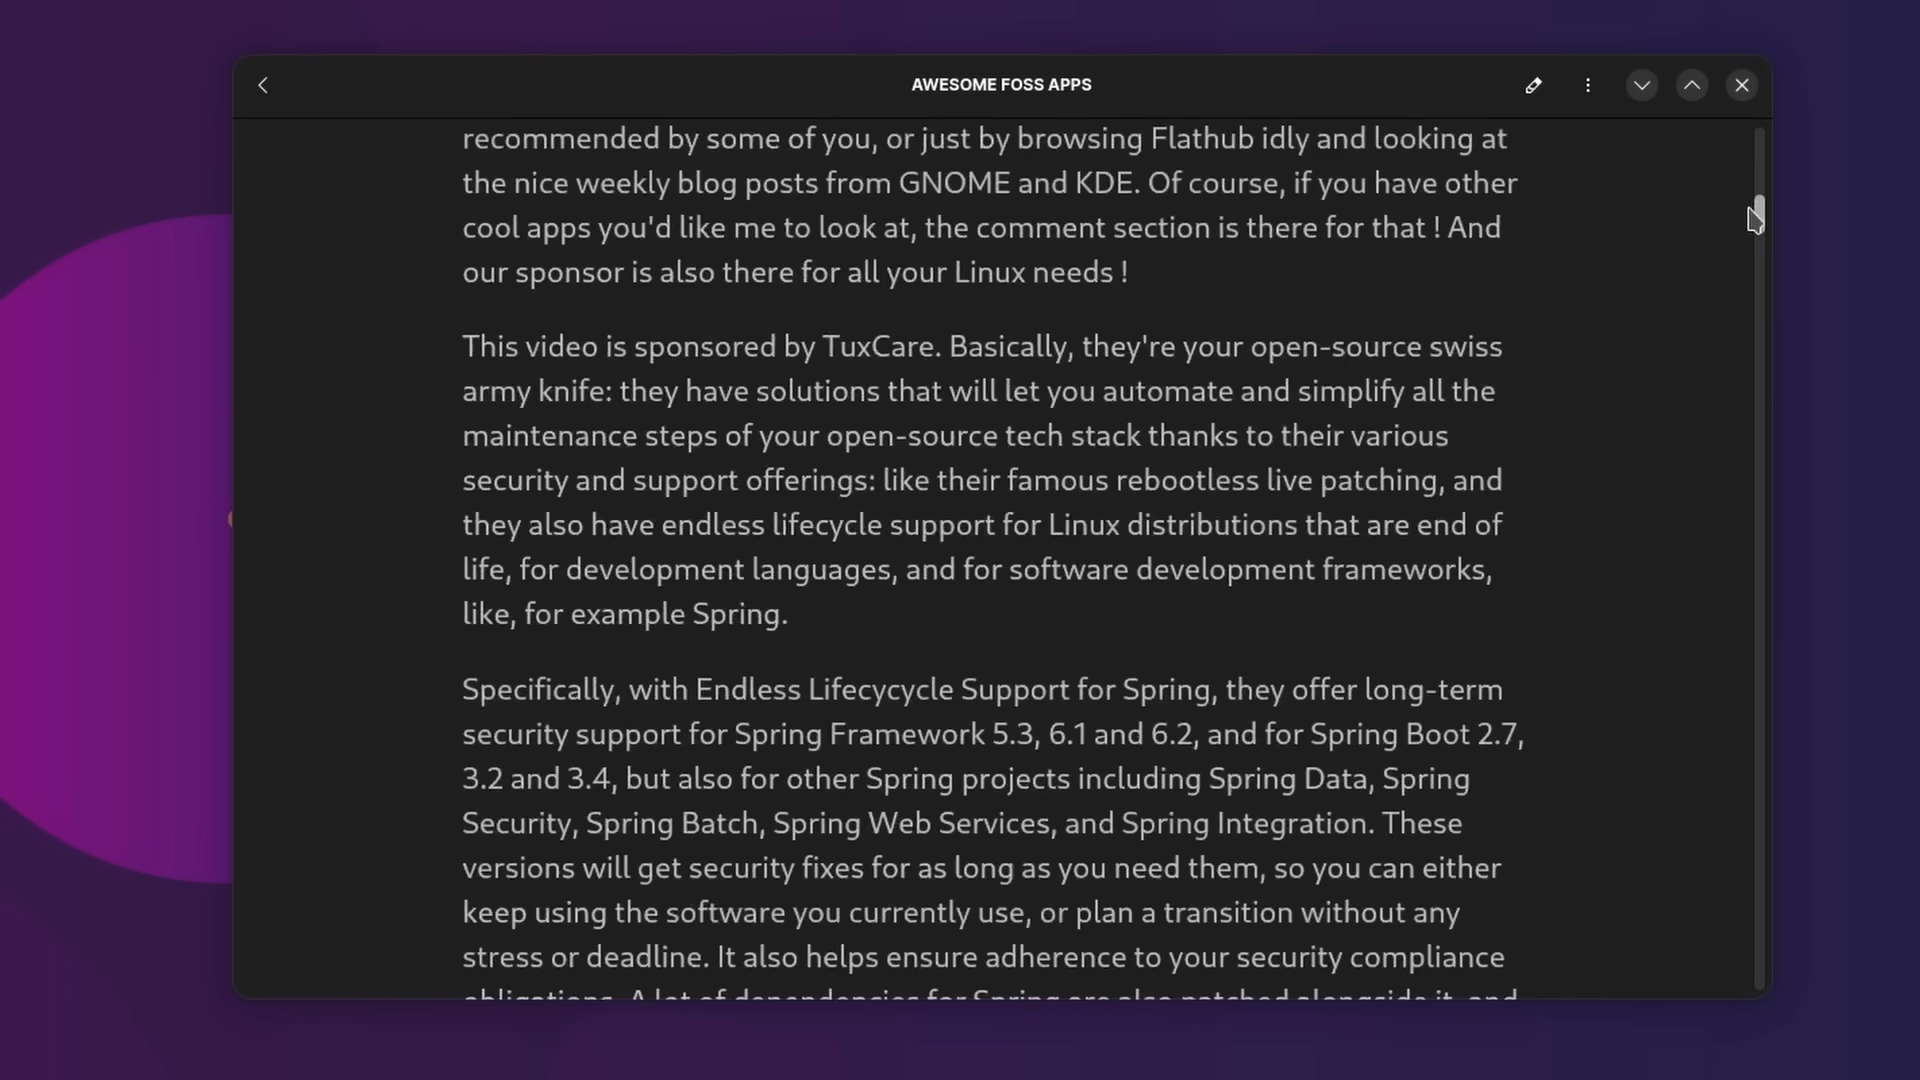 AWESOME FOSS APPS
recommended by some of you, or just by browsing Flathub idly and looking at
the nice weekly blog posts from GNOME and KDE. Of course, if you have other
cool apps you'd like me to look at, the comment section is there for that ! And
our sponsor is also there for all your Linux needs !
This video is sponsored by TuxCare. Basically, they're your open-source swiss
army knife: they have solutions that will let you automate and simplify all the
maintenance steps of your open-source tech stack thanks to their various
security and support offerings: like their famous rebootless live patching, and
they also have endless lifecycle support for Linux distributions that are end of
life, for development languages, and for software development frameworks,
like, for example Spring.
Specifically, with Endless Lifecycycle Support for Spring, they offer long-term
security support for Spring Framework 5.3, 6.1 and 6.2, and for Spring Boot 2.7,
3.2 and 3.4, but also for other Spring projects including Spring Data, Spring
Security, Spring Batch, Spring Web Services, and Spring Integration. These
versions will get security fixes for as long as you need them, so you can either
keep using the software you currently use, or plan a transition without any
stress or deadline. It also helps ensure adherence to your security compliance
obligations. A lot of dependencies for Spring are also patched alongside it, and